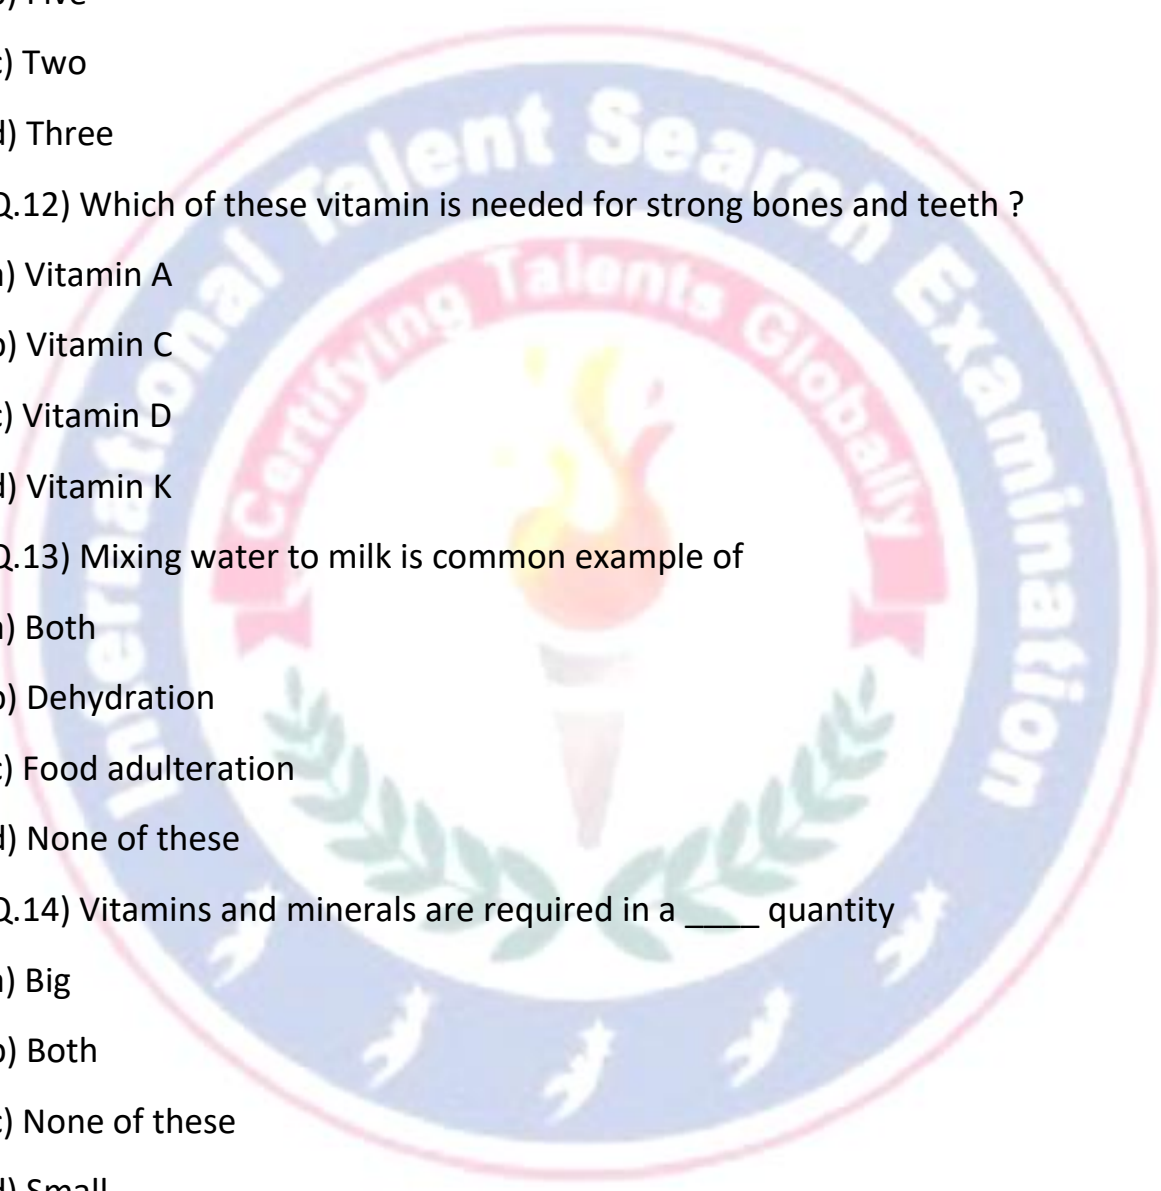 b) Five
c) Two
d) Three
Q.12) Which of these vitamin is needed for strong bones and teeth ?
a) Vitamin A
b) Vitamin C
c) Vitamin D
d) Vitamin K
Q.13) Mixing water to milk is common example of
a) Both
b) Dehydration
c) Food adulteration
d) None of these
Q.14) Vitamins and minerals are required in a ____ quantity
a) Big
b) Both
c) None of these
d) Small
International Talent Search Examination
Certifying Talents Globally